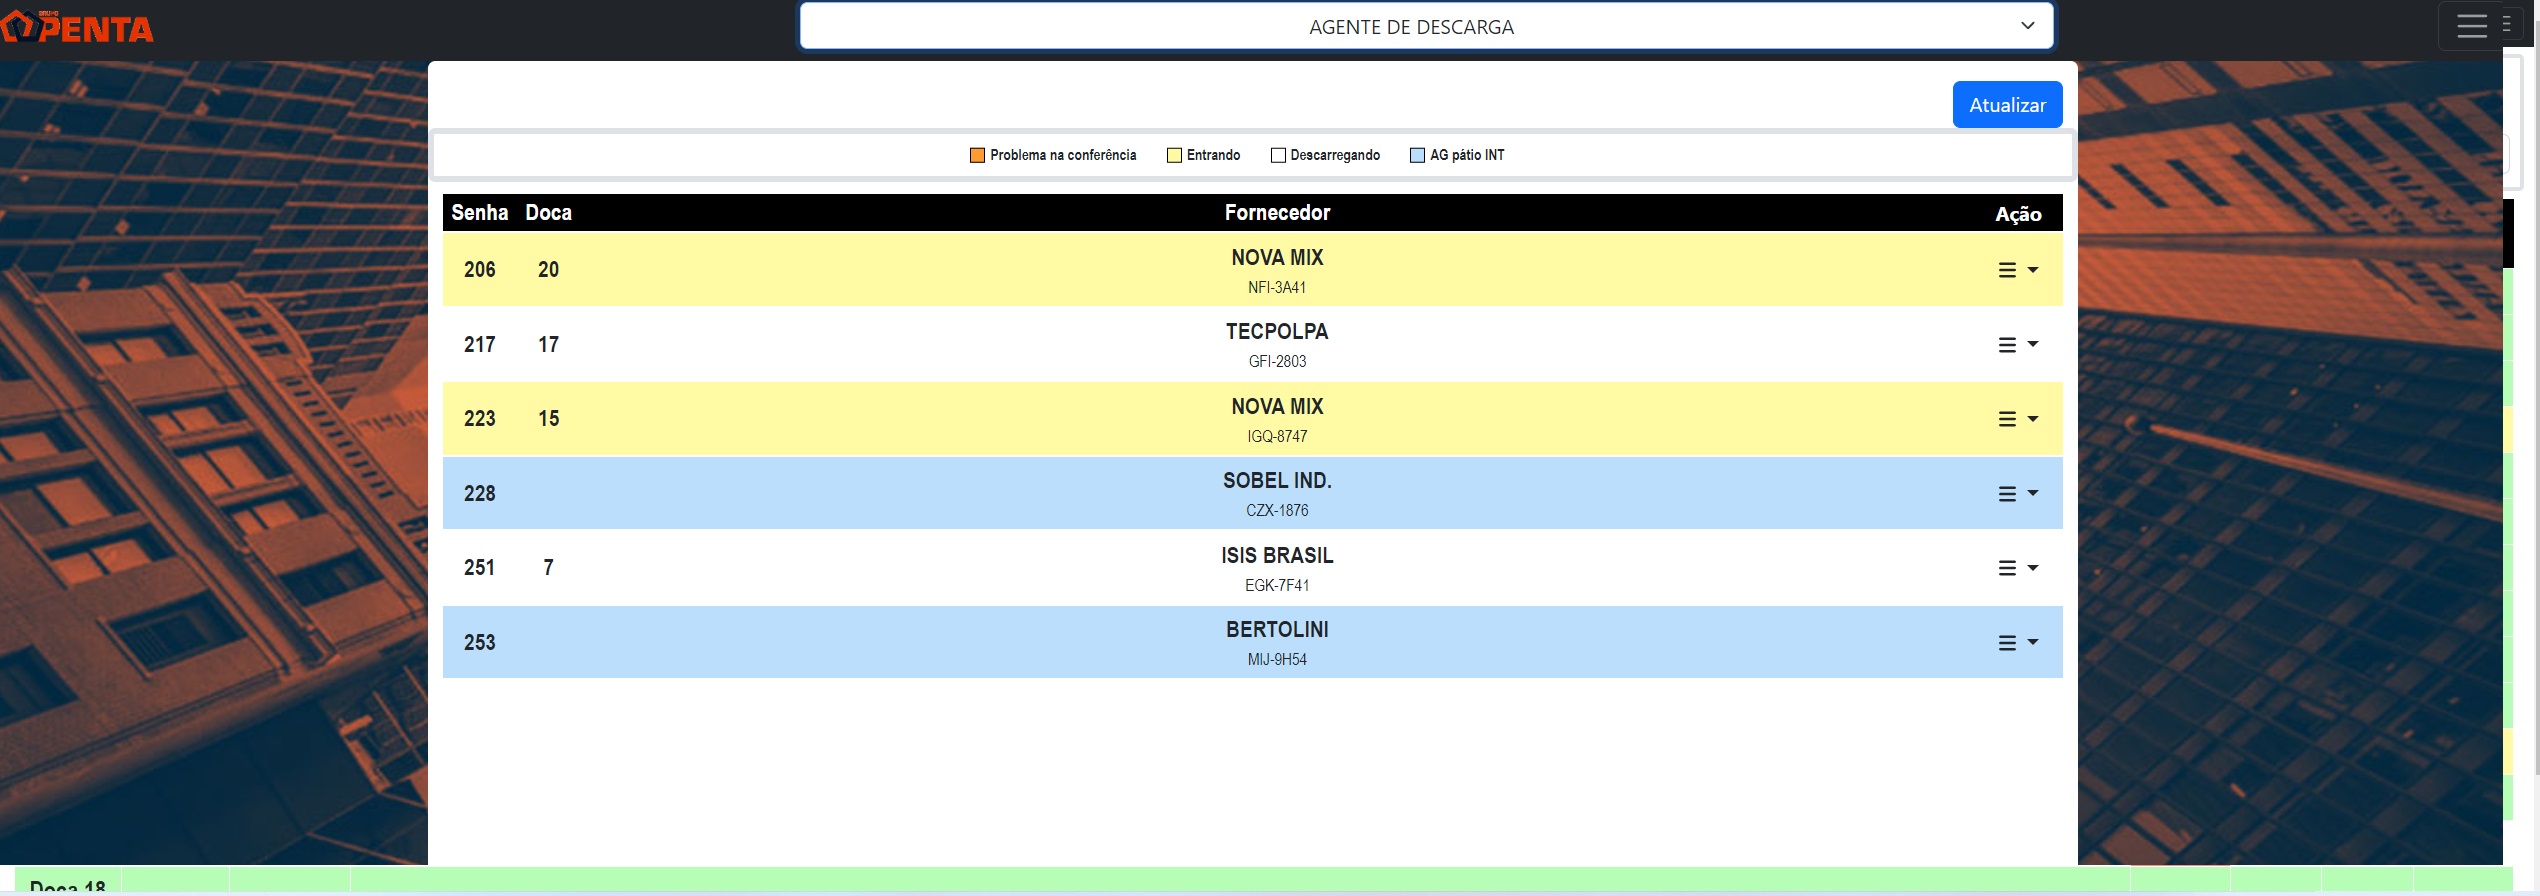 GRUPO
PENTA
AGENTE DE DESCARGA
Atualizar
Problema na conferência Entrando Descarregando AG pátio INT
Senha Doca Fornecedor Ação
206 20 NOVA MIX
NFI-3A41
217 17 TECPOLPA
GFI-2803
223 15 NOVA MIX
IGQ-8747
228 SOBEL IND.
CZX-1876
251 7 ISIS BRASIL
EGK-7F41
253 BERTOLINI
MIJ-9H54
Doca 18